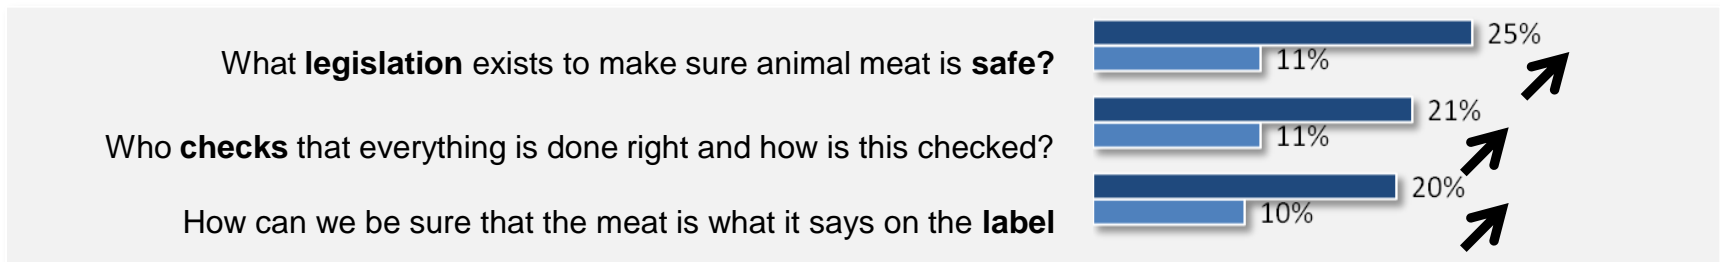 What legislation exists to make sure animal meat is safe?
25%
11%
Who checks that everything is done right and how is this checked?
21%
11%
How can we be sure that the meat is what it says on the label
20%
10%